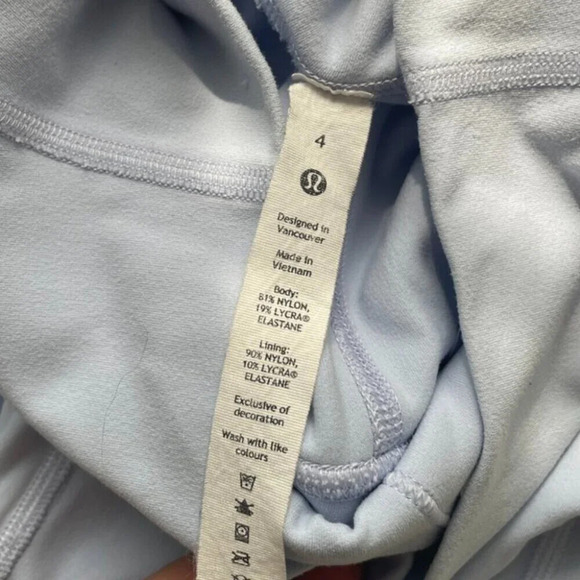 4
Designed in
Vancouver
Made in
Vietnam
Body:
81% NYLON,
19% LYCRA®
ELASTANE
Lining:
90% NYLON,
10% LYCRA®
ELASTANE
Exclusive of
decoration
Wash with like
colours